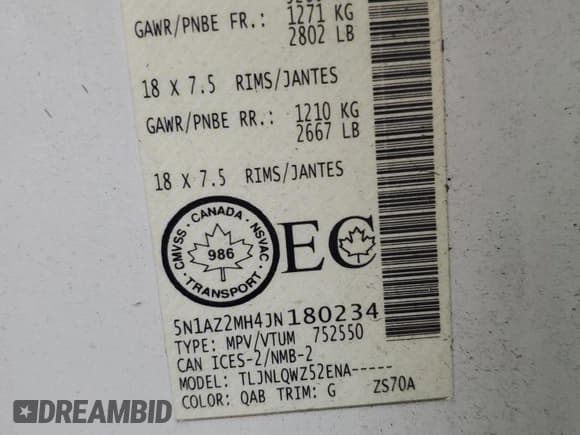 GAWR/PNBE FR.: 1271 KG
2802 LB
18 X 7.5 RIMS/JANTES
GAWR/PNBE RR.: 1210 KG
2667 LB
18 X 7.5 RIMS/JANTES
CMVSS · CANADA · NSVAC · TRANSPORT ·
986
EC
5N1AZ2MH4JN180234
TYPE: MPV/VTUM 752550
CAN ICES-2/NMB-2
MODEL: TLJNLQWZ52ENA-----
COLOR: QAB TRIM: G ZS70A
DREAMBID